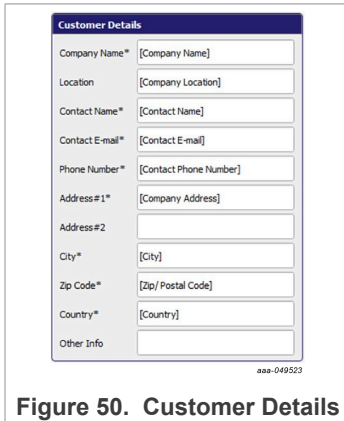 Customer Details
Company Name* [Company Name]
Location [Company Location]
Contact Name* [Contact Name]
Contact E-mail* [Contact E-mail]
Phone Number* [Contact Phone Number]
Address#1* [Company Address]
Address#2
City* [City]
Zip Code* [Zip/ Postal Code]
Country* [Country]
Other Info
aaa-049523
Figure 50. Customer Details